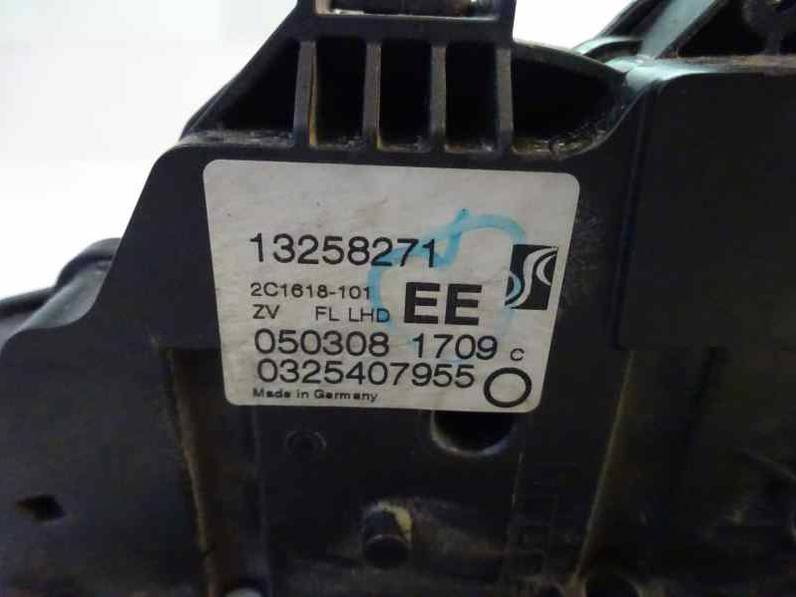 13258271
2C1618-101
ZV FL LHD EE
050308 1709 C
0325407955
Made in Germany